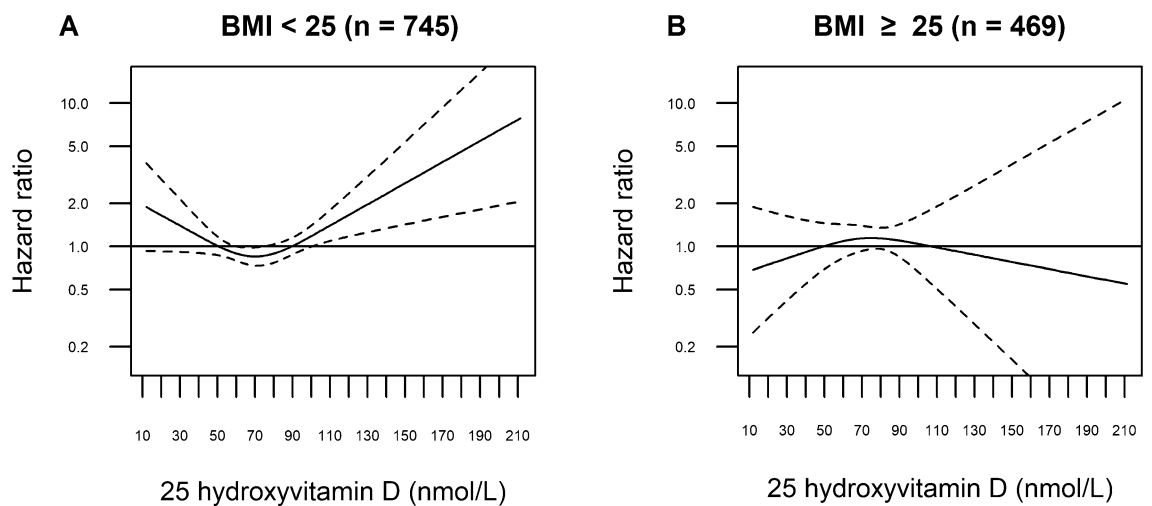 A BMI < 25 (n = 745)
Hazard ratio
10.0
5.0
2.0
1.0
0.5
0.2
10 30 50 70 90 110 130 150 170 190 210
25 hydroxyvitamin D (nmol/L)
B BMI ≥ 25 (n = 469)
Hazard ratio
10.0
5.0
2.0
1.0
0.5
0.2
10 30 50 70 90 110 130 150 170 190 210
25 hydroxyvitamin D (nmol/L)